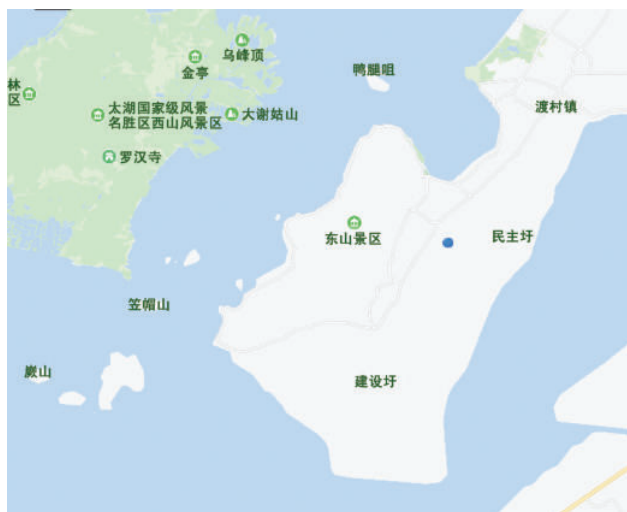 乌峰顶
金亭
鸭腿咀
林
区
太湖国家级风景
名胜区西山风景区
大谢姑山
渡村镇
罗汉寺
东山景区
民主圩
笠帽山
嶽山
建设圩